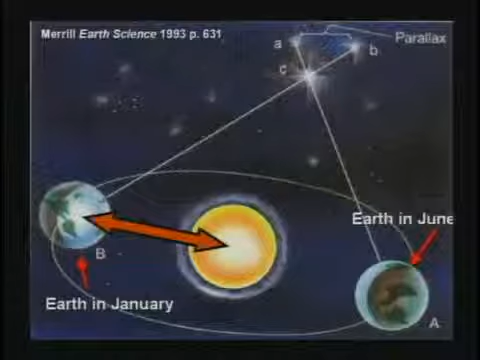 Merrill Earth Science 1993 p. 631
Parallax
a
b
c
Earth in June
B
Earth in January
A